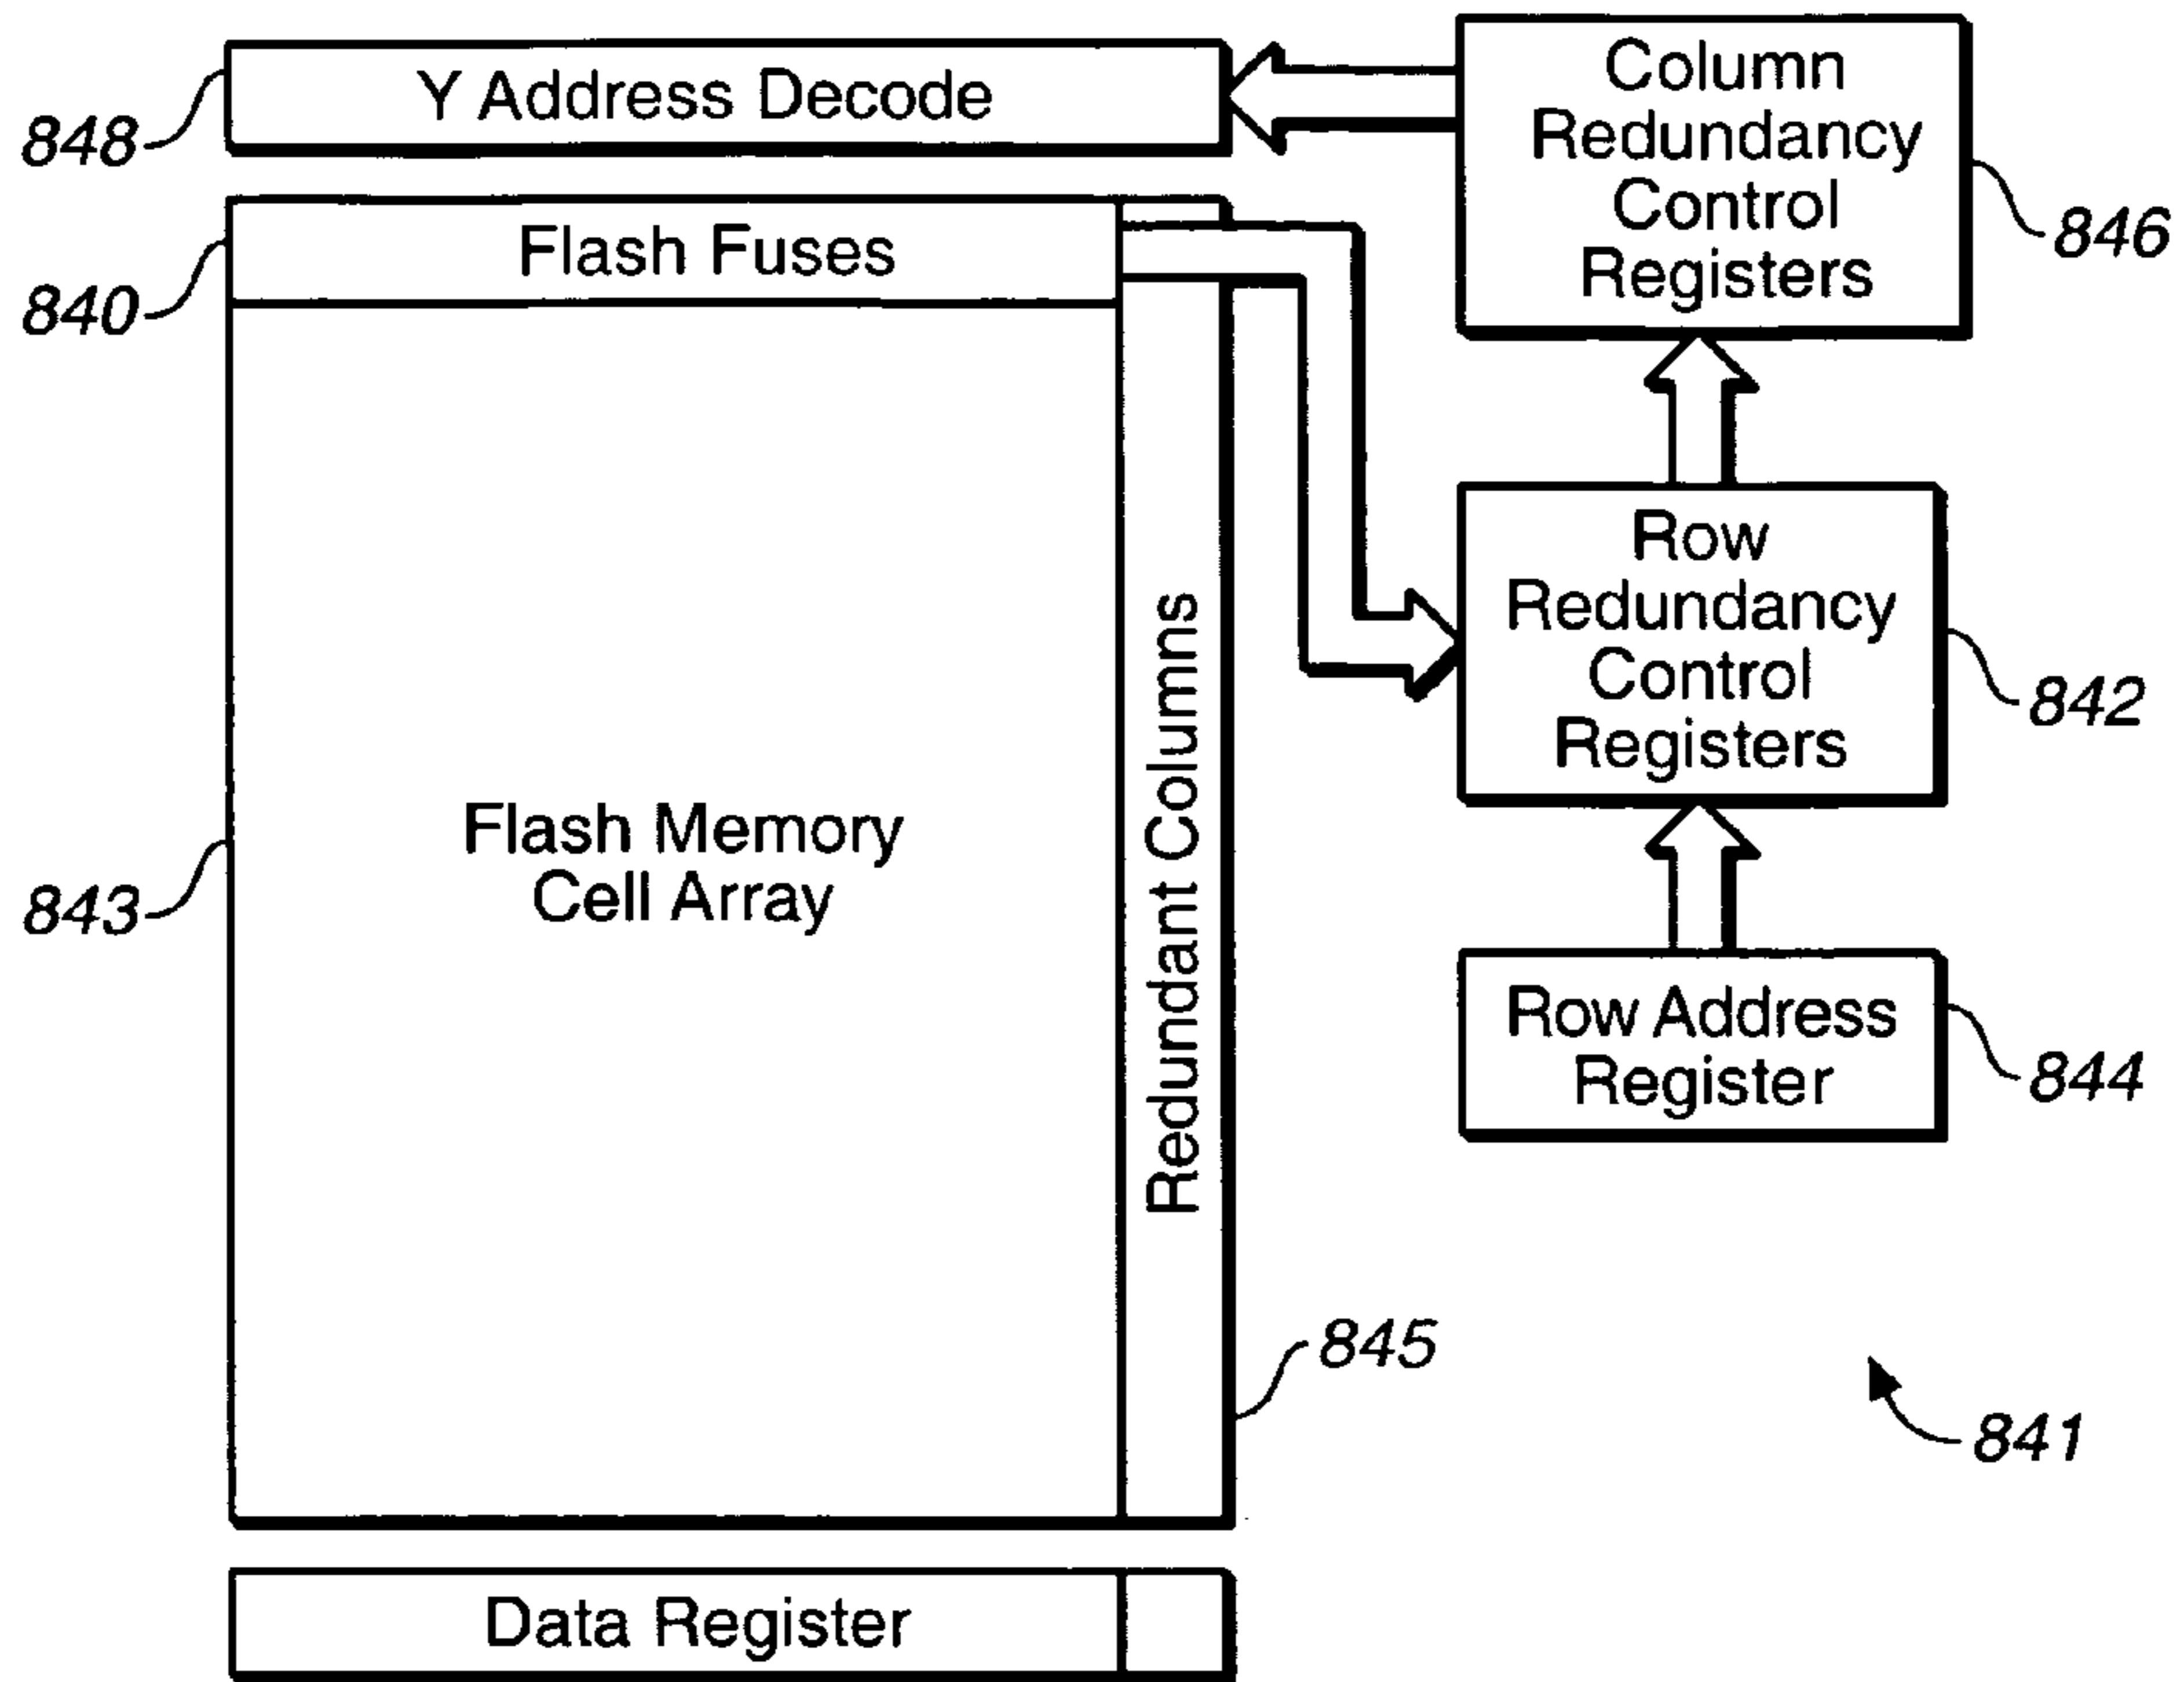 Y Address Decode
848
Column
Redundancy
Control
Registers
846
Flash Fuses
840
Row
Redundancy
Control
Registers
842
Flash Memory
Cell Array
843
Redundant Columns
845
Row Address
Register
844
841
Data Register